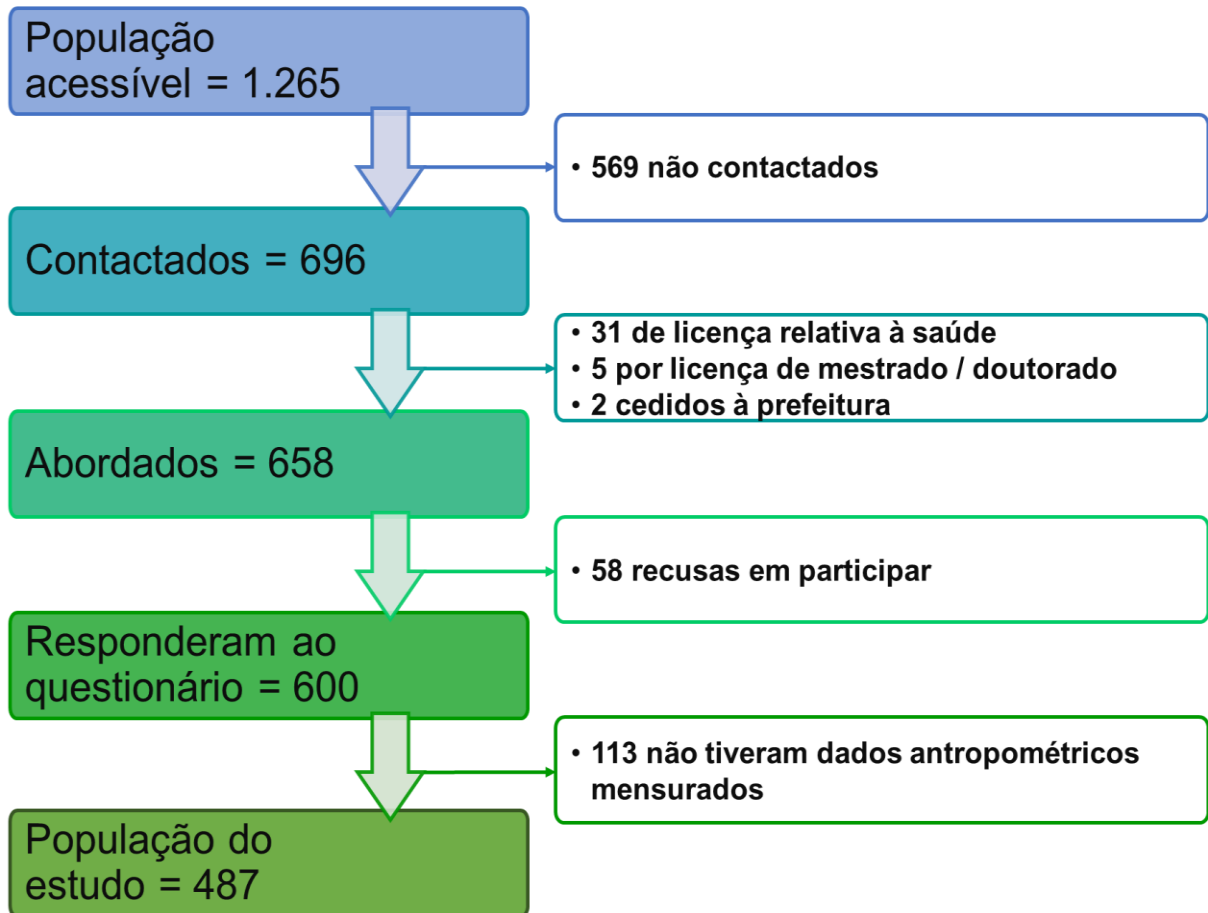 População
acessível = 1.265
• 569 não contactados
Contactados = 696
• 31 de licença relativa à saúde
• 5 por licença de mestrado / doutorado
• 2 cedidos à prefeitura
Abordados = 658
• 58 recusas em participar
Responderam ao
questionário = 600
• 113 não tiveram dados antropométricos
mensurados
População do
estudo = 487